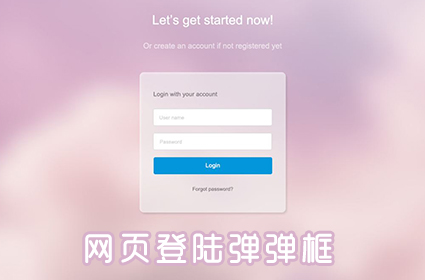 Let's get started now!
Or create an account if not registered yet
Login with your account
User name
Password
Login
Forgot password?
网页登陆弹弹框